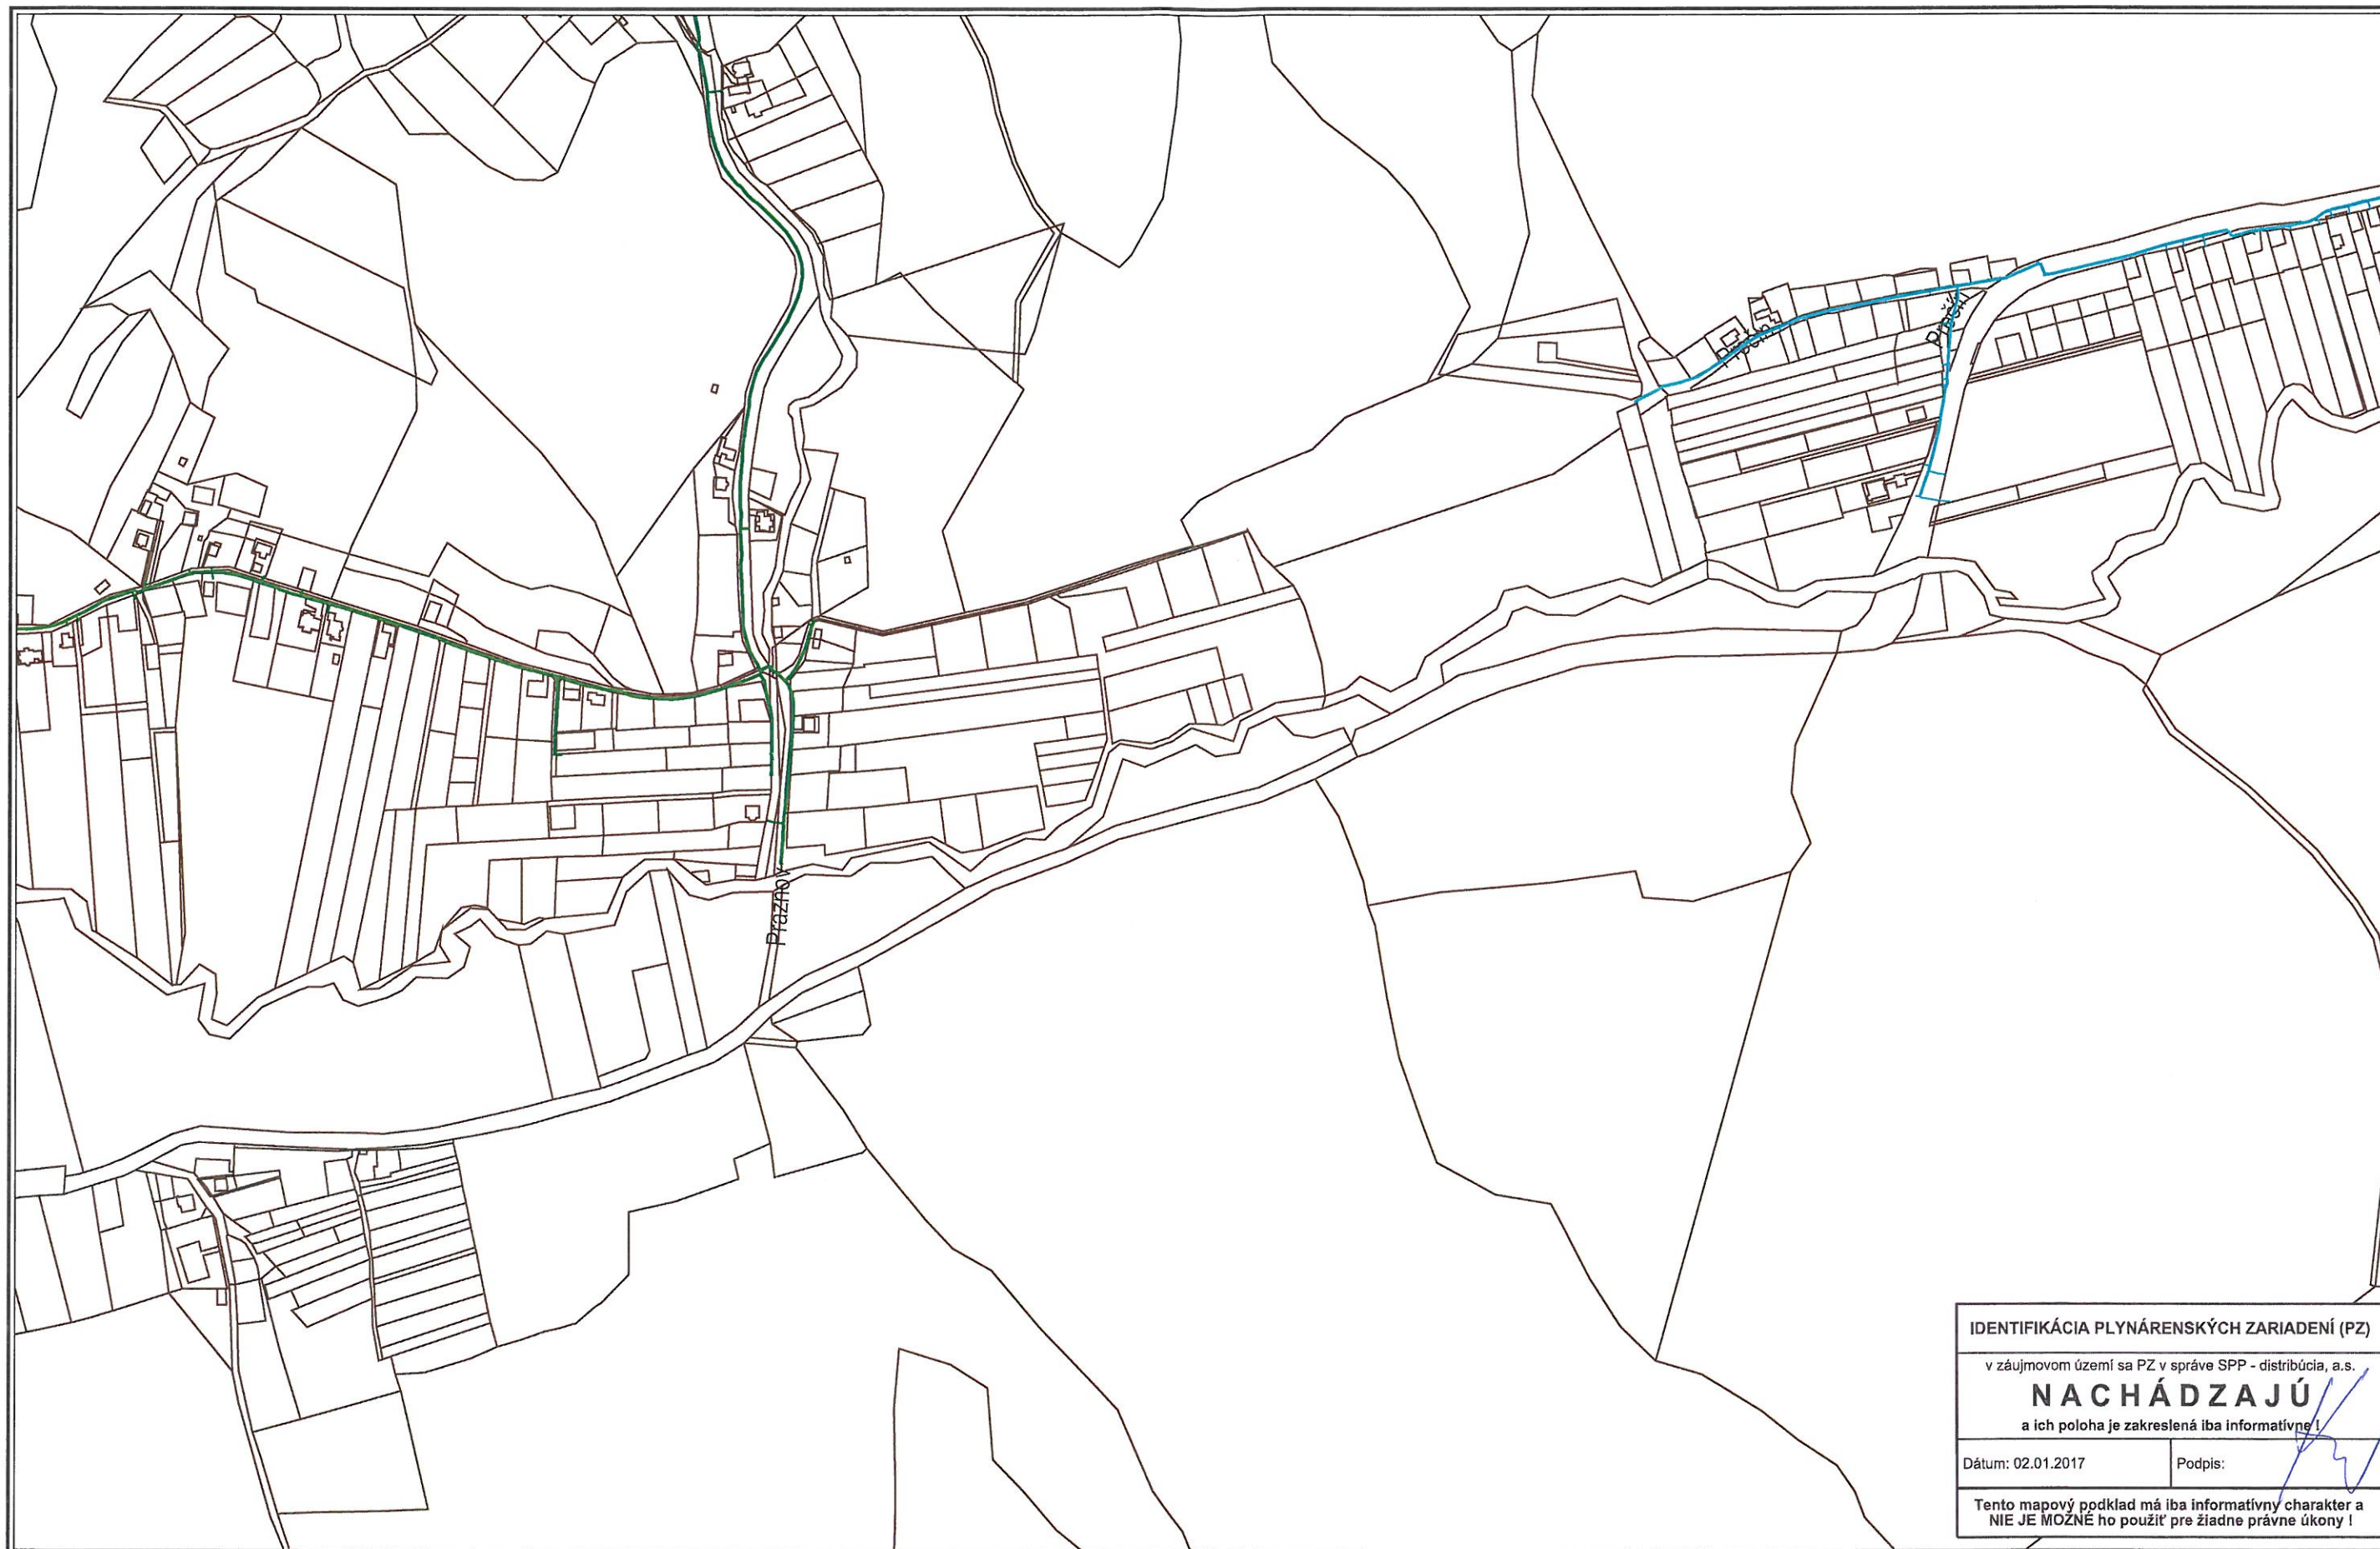 Prznov
IDENTIFIKÁCIA PLYNÁRENSKÝCH ZARIADENÍ (PZ)
v záujmovom území sa PZ v správe SPP - distribúcia, a.s.
NACHÁDZAJÚ
a ich poloha je zakreslená iba informatívne !
Dátum: 02.01.2017
Podpis:
Tento mapový podklad má iba informatívny charakter a
NIE JE MOŽNÉ ho použiť pre žiadne právne úkony !